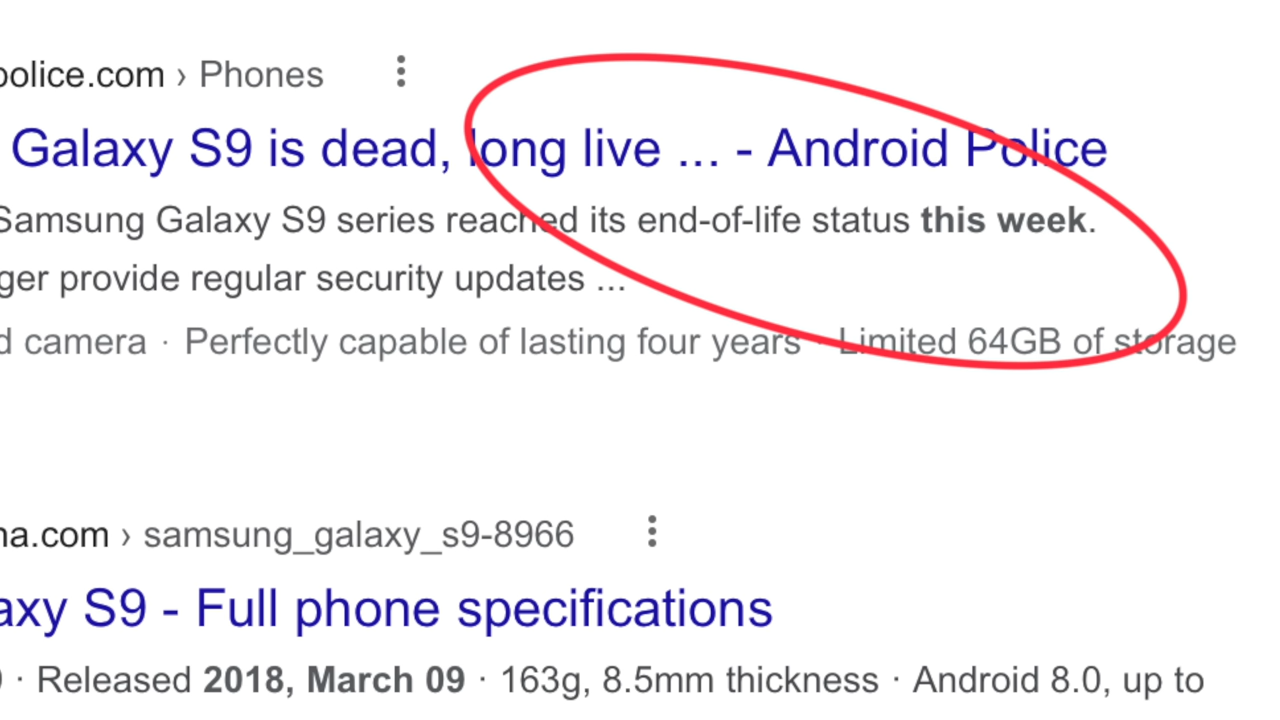 police.com › Phones
Galaxy S9 is dead, long live ... - Android Police
Samsung Galaxy S9 series reached its end-of-life status this week.
ger provide regular security updates ...
d camera · Perfectly capable of lasting four years · Limited 64GB of storage
na.com › samsung_galaxy_s9-8966
axy S9 - Full phone specifications
· Released 2018, March 09 · 163g, 8.5mm thickness · Android 8.0, up to